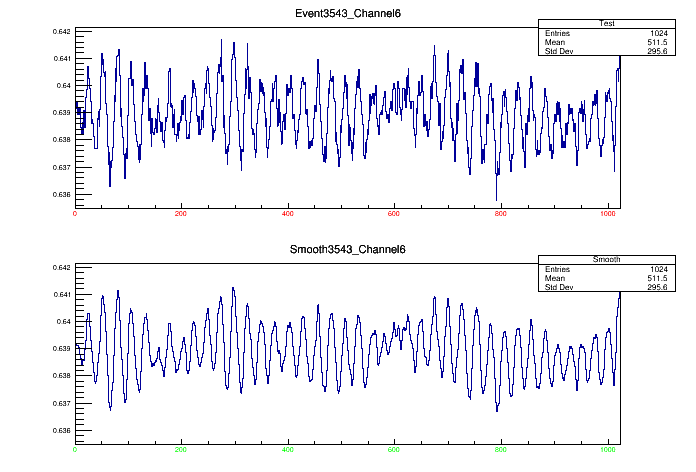 Event3543_Channel6
Test
Entries 1024
Mean 511.5
Std Dev 295.6
0.642
0.641
0.64
0.639
0.638
0.637
0.636
0 200 400 600 800 1000
Smooth3543_Channel6
Smooth
Entries 1024
Mean 511.5
Std Dev 295.6
0.642
0.641
0.64
0.639
0.638
0.637
0.636
0 200 400 600 800 1000